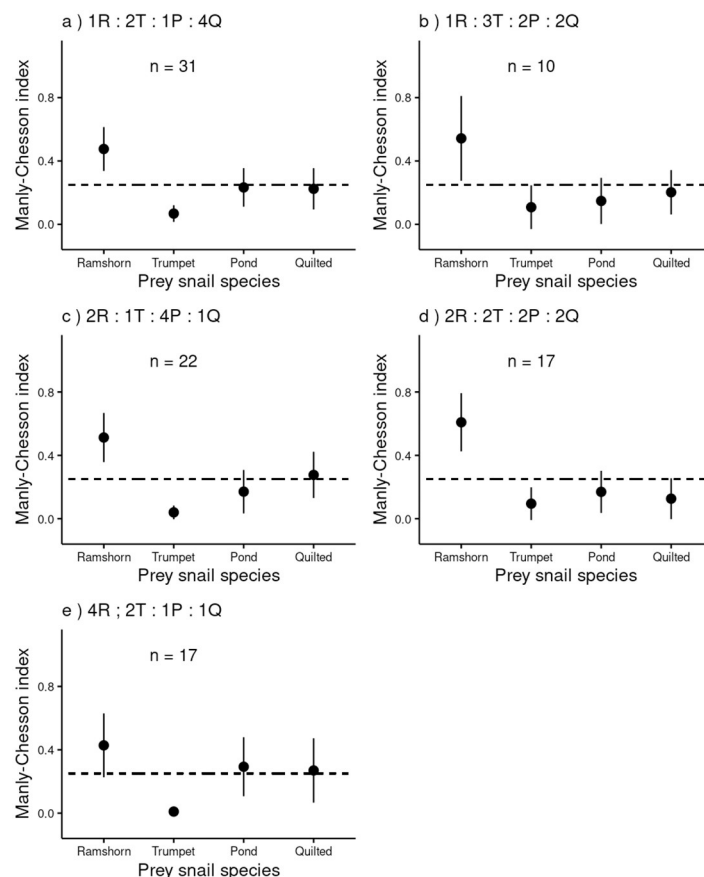 a ) 1R : 2T : 1P : 4Q
n = 31
Manly-Chesson index
0.8
0.4
0.0
Ramshorn Trumpet Pond Quilted
Prey snail species
b ) 1R : 3T : 2P : 2Q
n = 10
Manly-Chesson index
0.8
0.4
0.0
Ramshorn Trumpet Pond Quilted
Prey snail species
c ) 2R : 1T : 4P : 1Q
n = 22
Manly-Chesson index
0.8
0.4
0.0
Ramshorn Trumpet Pond Quilted
Prey snail species
d ) 2R : 2T : 2P : 2Q
n = 17
Manly-Chesson index
0.8
0.4
0.0
Ramshorn Trumpet Pond Quilted
Prey snail species
e ) 4R ; 2T : 1P : 1Q
n = 17
Manly-Chesson index
0.8
0.4
0.0
Ramshorn Trumpet Pond Quilted
Prey snail species